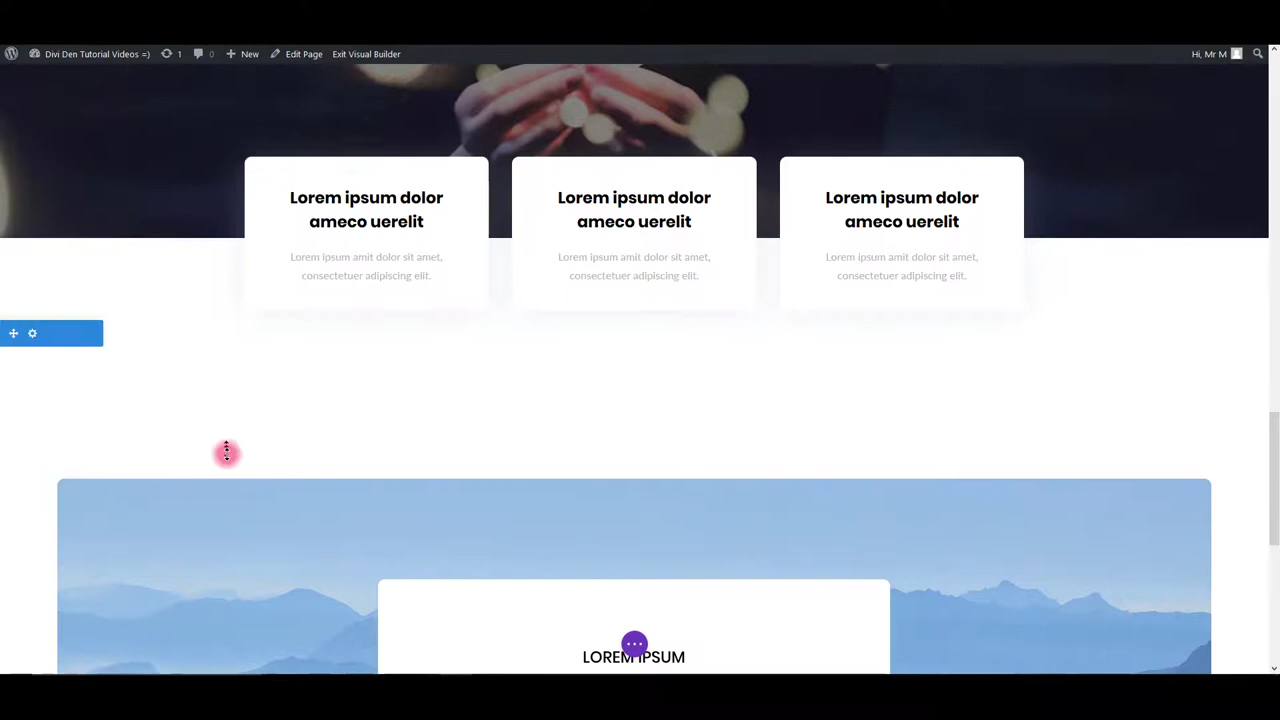 Divi Den Tutorial Videos =) 1 0 New Edit Page Exit Visual Builder Hi, Mr M
Lorem ipsum dolor
ameco uerelit
Lorem ipsum amit dolor sit amet,
consectetuer adipiscing elit.
Lorem ipsum dolor
ameco uerelit
Lorem ipsum amit dolor sit amet,
consectetuer adipiscing elit.
Lorem ipsum dolor
ameco uerelit
Lorem ipsum amit dolor sit amet,
consectetuer adipiscing elit.
LOREM IPSUM